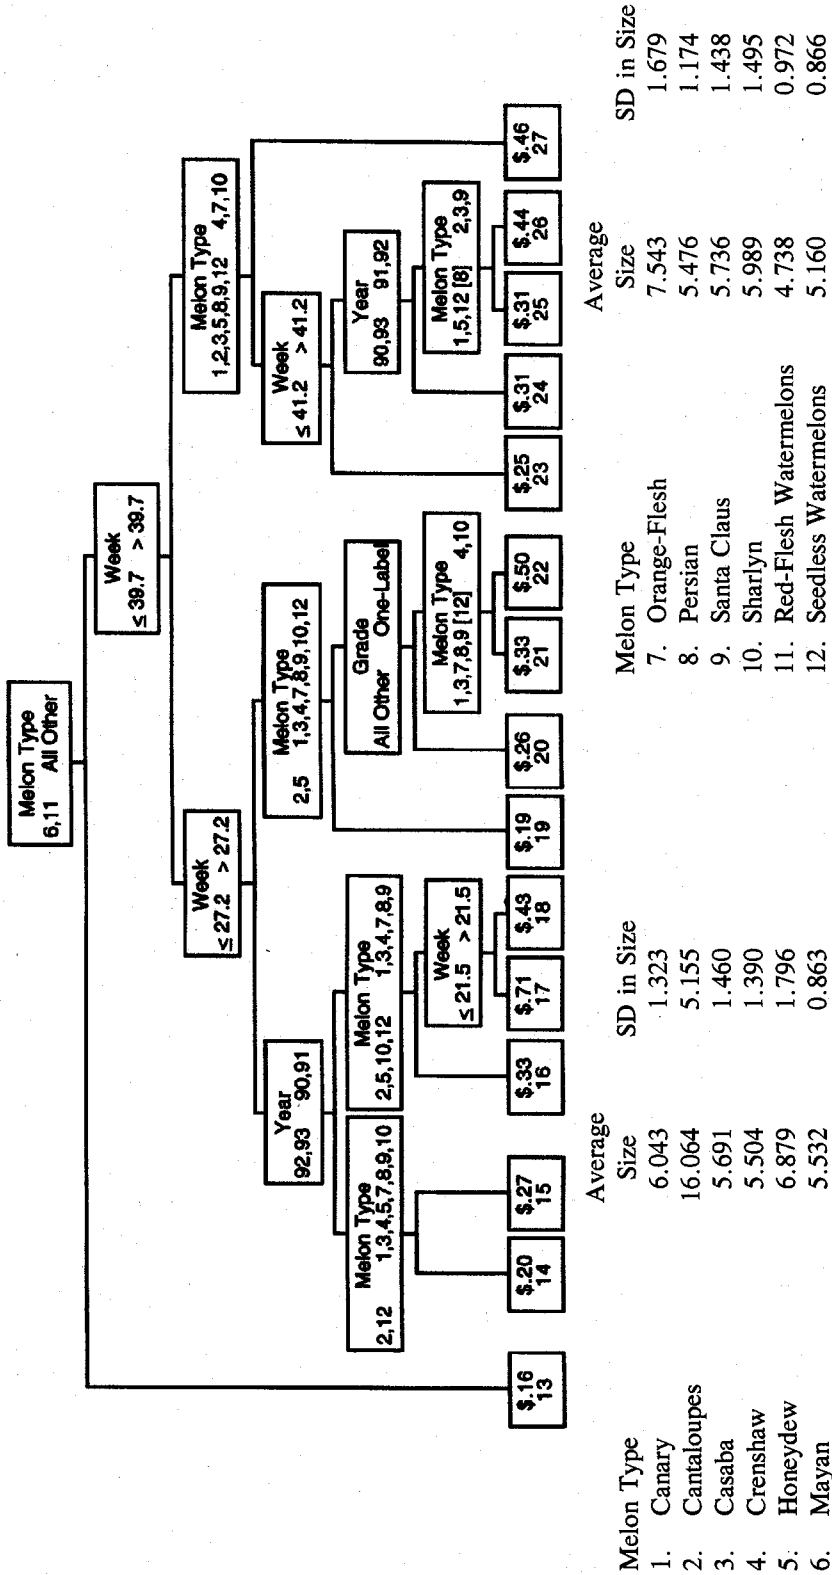 Melon Type
6,11 All Other
Week
≤ 39.7 > 39.7
Week
≤ 27.2 > 27.2
Melon Type
1,2,3,5,8,9,12 4,7,10
Year
92,93 90,91
Melon Type
2,5 1,3,4,7,8,9,10,12
Week
≤ 41.2 > 41.2
Melon Type
2,12 1,3,4,5,7,8,9,10
Melon Type
2,5,10,12 1,3,4,7,8,9
Grade
All Other One-Label
Year
90,93 91,92
Week
≤ 21.5 > 21.5
Melon Type
1,3,7,8,9 [12] 4,10
Melon Type
1,5,12 [8] 2,3,9
$.16
13
$.20
14
$.27
15
$.33
16
$.71
17
$.43
18
$.19
19
$.26
20
$.33
21
$.50
22
$.25
23
$.31
24
$.31
25
$.44
26
$.46
27
Average Average
Melon Type Size SD in Size Melon Type Size SD in Size
1. Canary 6.043 1.323 7. Orange-Flesh 7.543 1.679
2. Cantaloupes 16.064 5.155 8. Persian 5.476 1.174
3. Casaba 5.691 1.460 9. Santa Claus 5.736 1.438
4. Crenshaw 5.504 1.390 10. Sharlyn 5.989 1.495
5. Honeydew 6.879 1.796 11. Red-Flesh Watermelons 4.738 0.972
6. Mayan 5.532 0.863 12. Seedless Watermelons 5.160 0.866